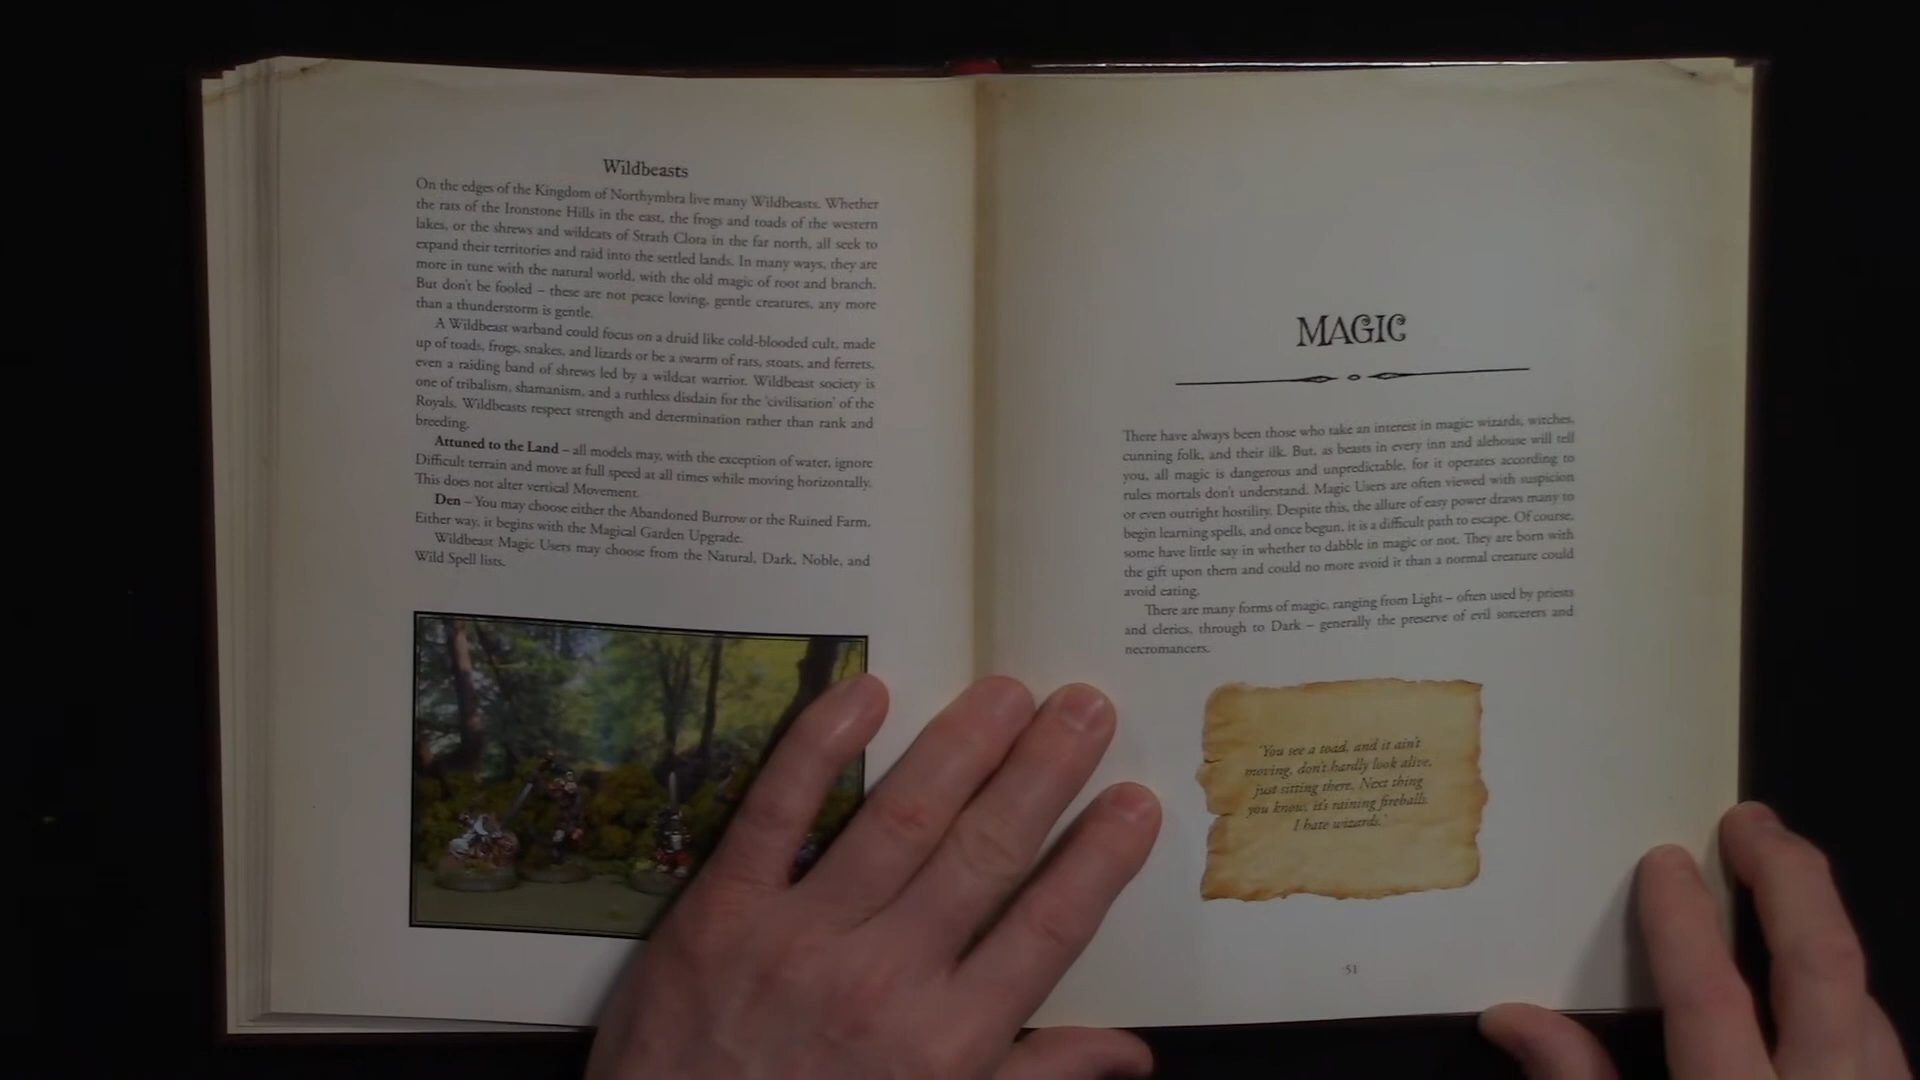 Wildbeasts
On the edges of the Kingdom of Northymbra live many Wildbeasts. Whether
the rats of the Ironstone Hills in the east, the frogs and toads of the western
lakes, or the shrews and wildcats of Strath Clota in the far north, all seek to
expand their territories and raid into the settled lands. In many ways, they are
more in tune with the natural world, with the old magic of root and branch.
But don't be fooled – these are not peace loving, gentle creatures, any more
than a thunderstorm is gentle.
A Wildbeast warband could focus on a druid like cold-blooded cult, made
up of toads, frogs, snakes, and lizards or be a swarm of rats, stoats, and ferrets,
even a raiding band of shrews led by a wildcat warrior. Wildbeast society is
one of tribalism, shamanism, and a ruthless disdain for the 'civilisation' of the
Royals. Wildbeasts respect strength and determination rather than rank and
breeding.
Attuned to the Land – all models may, with the exception of water, ignore
Difficult terrain and move at full speed at all times while moving horizontally.
This does not alter vertical Movement.
Den – You may choose either the Abandoned Burrow or the Ruined Farm.
Either way, it begins with the Magical Garden Upgrade.
Wildbeast Magic Users may choose from the Natural, Dark, Noble, and
Wild Spell lists.
MAGIC
There have always been those who take an interest in magic: wizards, witches,
cunning folk, and their ilk. But, as beasts in every inn and alehouse will tell
you, all magic is dangerous and unpredictable, for it operates according to
rules mortals don't understand. Magic Users are often viewed with suspicion
or even outright hostility. Despite this, the allure of easy power draws many to
begin learning spells, and once begun, it is a difficult path to escape. Of course,
some have little say in whether to dabble in magic or not. They are born with
the gift upon them and could no more avoid it than a normal creature could
avoid eating.
There are many forms of magic, ranging from Light – often used by priests
and clerics, through to Dark – generally the preserve of evil sorcerers and
necromancers.
'You see a toad, and it ain't
moving, don't hardly look alive,
just sitting there. Next thing
you know, it's raining fireballs.
I hate wizards.'
51